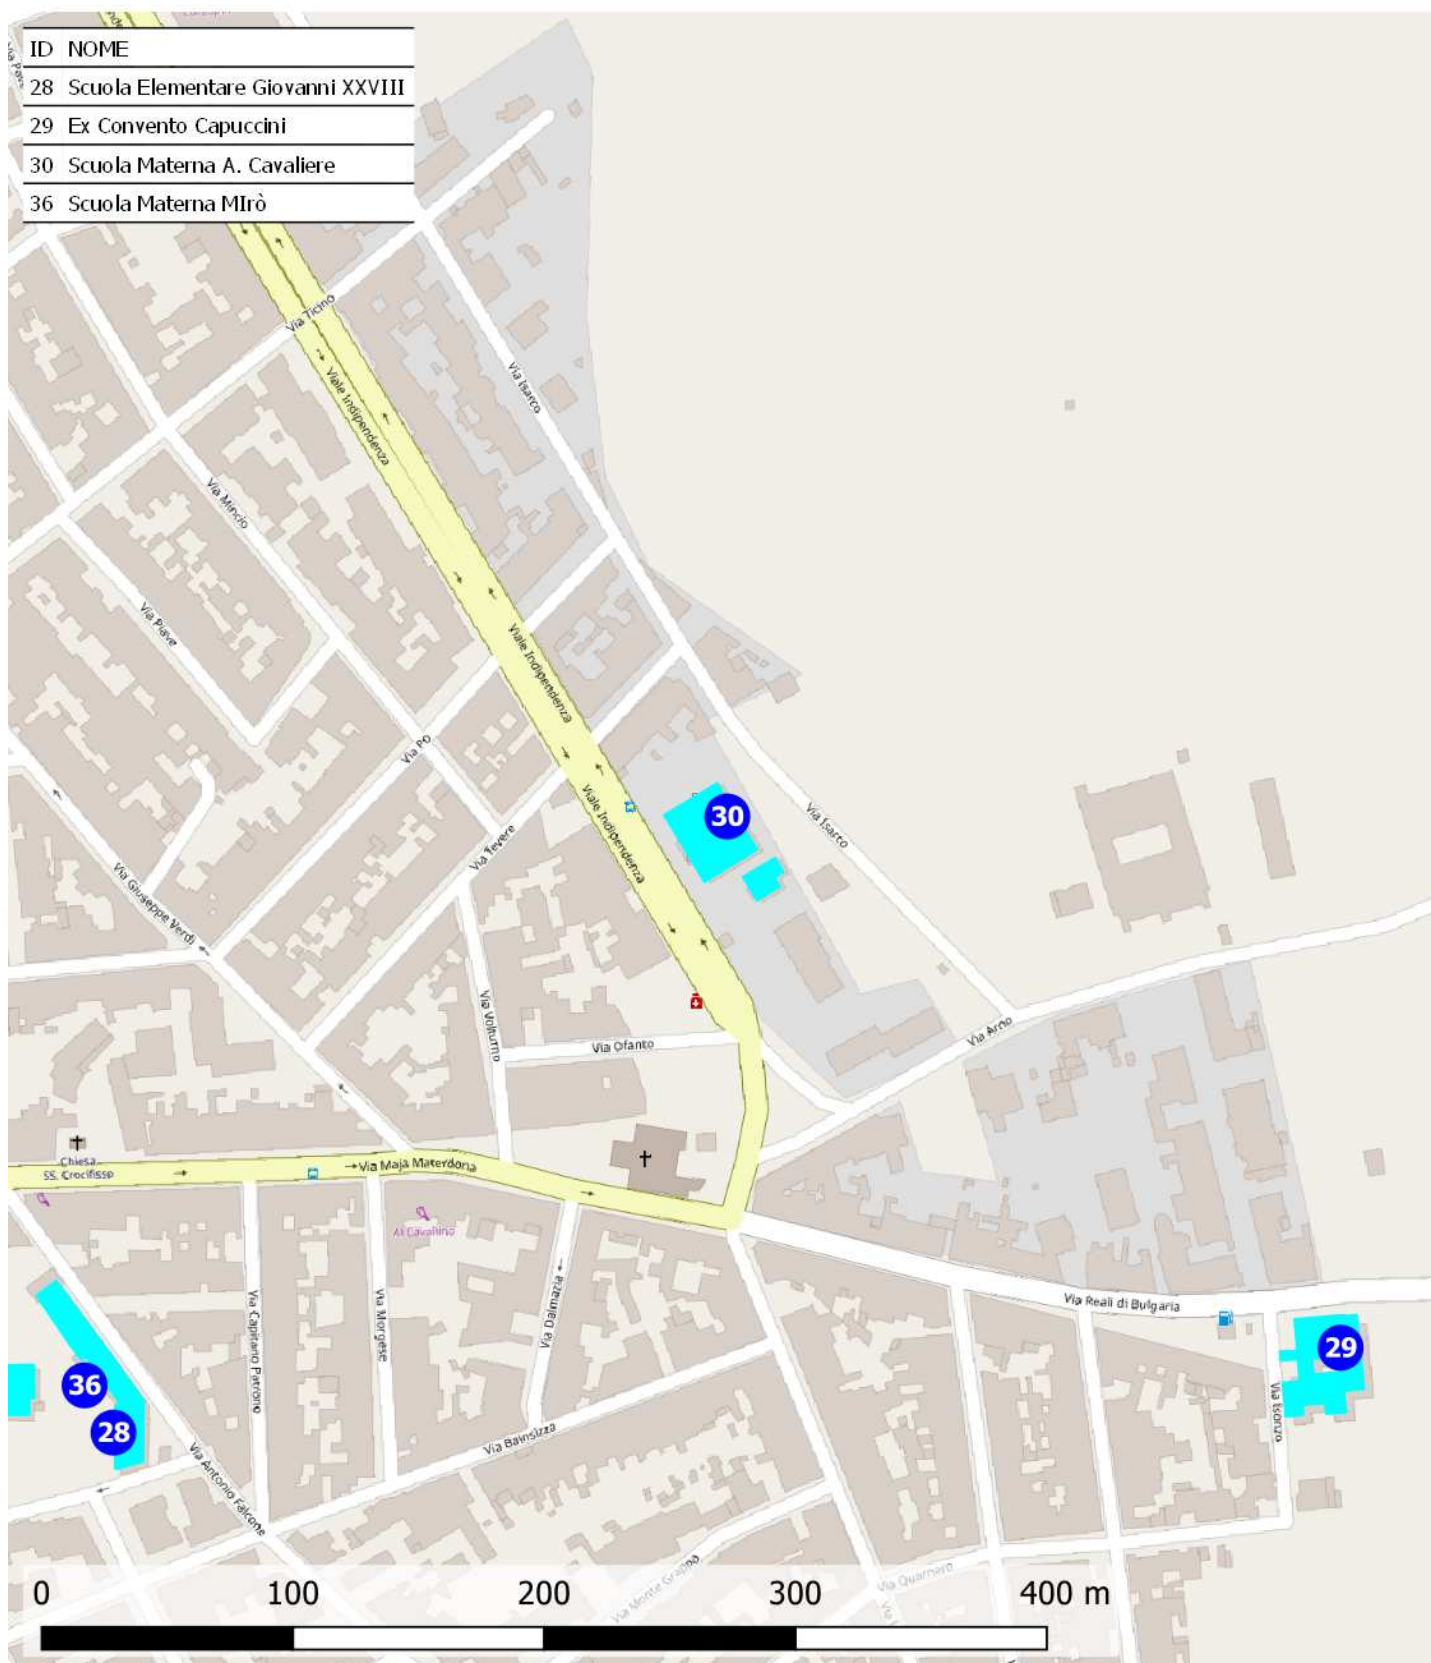 ID NOME
28 Scuola Elementare Giovanni XXVIII
29 Ex Convento Capuccini
30 Scuola Materna A. Cavaliere
36 Scuola Materna MIrò
Via Ticino
Viale Indipendenza
Via Isarco
Via Mincio
Via Piave
Viale Indipendenza
Via Po
Viale Indipendenza
30
Via Isarco
Via Tevere
Via Giuseppe Verdi
Via Volturno
Via Ofanto
Via Arno
Chiesa
SS. Crocifisso
Via Maja Materdona
Al Cavallino
Via Reali di Bulgaria
Via Capitano Patrono
Via Morgese
Via Dalmazia
29
36
28
Via Isonzo
Via Bainsizza
Via Antonio Falcone
Via Monte Grappa
Via Quarnaro
0 100 200 300 400 m